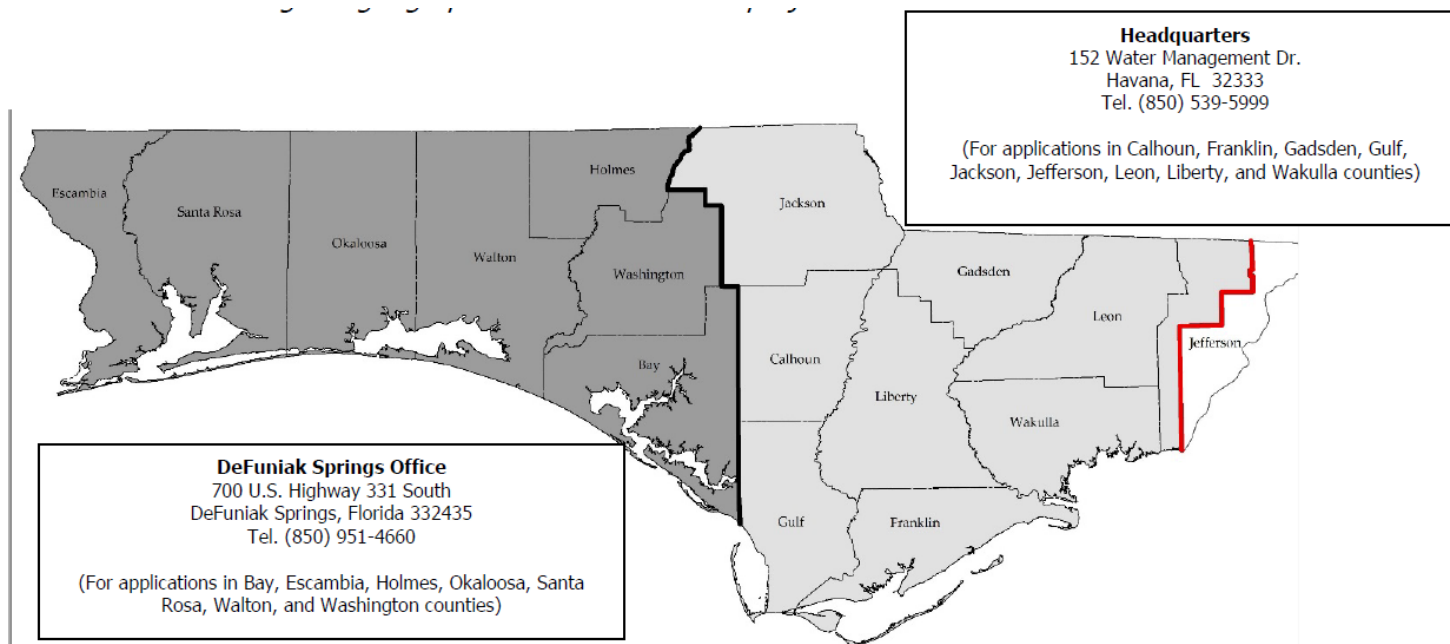 Headquarters
152 Water Management Dr.
Havana, FL 32333
Tel. (850) 539-5999
(For applications in Calhoun, Franklin, Gadsden, Gulf,
Jackson, Jefferson, Leon, Liberty, and Wakulla counties)
Holmes
Escambia
Jackson
Santa Rosa
Okaloosa
Walton
Washington
Gadsden
Leon
Jefferson
Bay
Calhoun
Liberty
Wakulla
Gulf
Franklin
DeFuniak Springs Office
700 U.S. Highway 331 South
DeFuniak Springs, Florida 332435
Tel. (850) 951-4660
(For applications in Bay, Escambia, Holmes, Okaloosa, Santa
Rosa, Walton, and Washington counties)